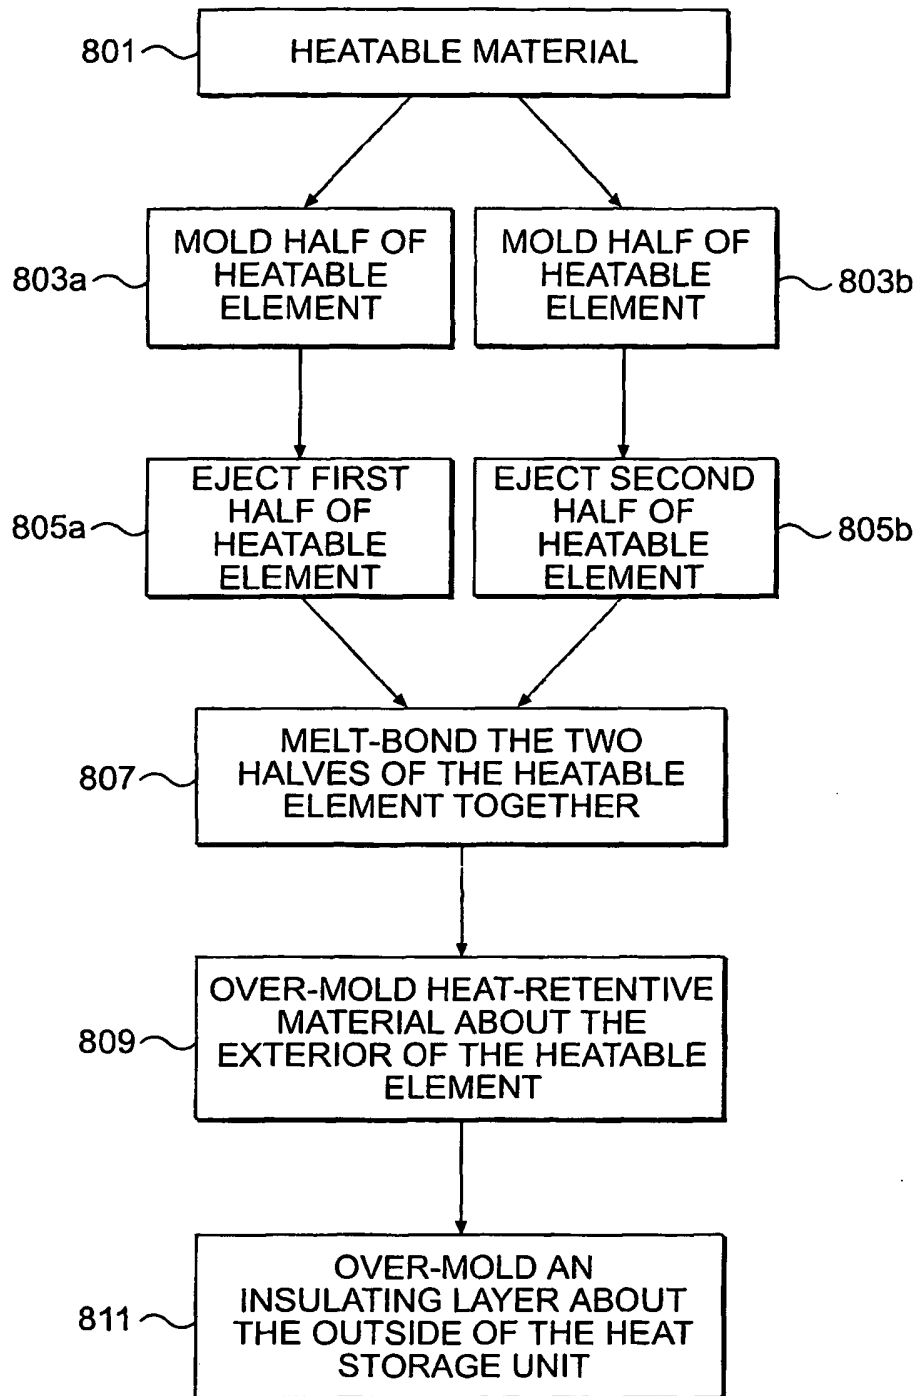 801
HEATABLE MATERIAL
803a
MOLD HALF OF
HEATABLE
ELEMENT
MOLD HALF OF
HEATABLE
ELEMENT
803b
805a
EJECT FIRST
HALF OF
HEATABLE
ELEMENT
EJECT SECOND
HALF OF
HEATABLE
ELEMENT
805b
807
MELT-BOND THE TWO
HALVES OF THE HEATABLE
ELEMENT TOGETHER
809
OVER-MOLD HEAT-RETENTIVE
MATERIAL ABOUT THE
EXTERIOR OF THE HEATABLE
ELEMENT
811
OVER-MOLD AN
INSULATING LAYER ABOUT
THE OUTSIDE OF THE HEAT
STORAGE UNIT